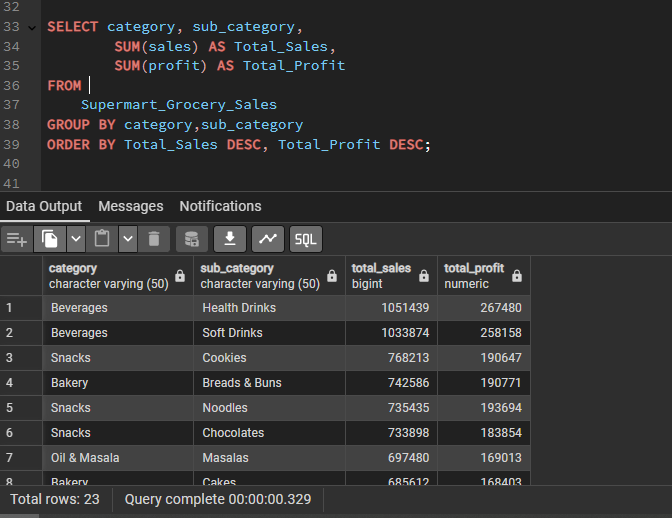 32
33 SELECT category, sub_category,
34 SUM(sales) AS Total_Sales,
35 SUM(profit) AS Total_Profit
36 FROM
37 Supermart_Grocery_Sales
38 GROUP BY category,sub_category
39 ORDER BY Total_Sales DESC, Total_Profit DESC;
40
41
Data Output Messages Notifications
SQL
category sub_category total_sales total_profit
character varying (50) character varying (50) bigint numeric
1 Beverages Health Drinks 1051439 267480
2 Beverages Soft Drinks 1033874 258158
3 Snacks Cookies 768213 190647
4 Bakery Breads & Buns 742586 190771
5 Snacks Noodles 735435 193694
6 Snacks Chocolates 733898 183854
7 Oil & Masala Masalas 697480 169013
8 Bakery Cakes 685612 168403
Total rows: 23 Query complete 00:00:00.329